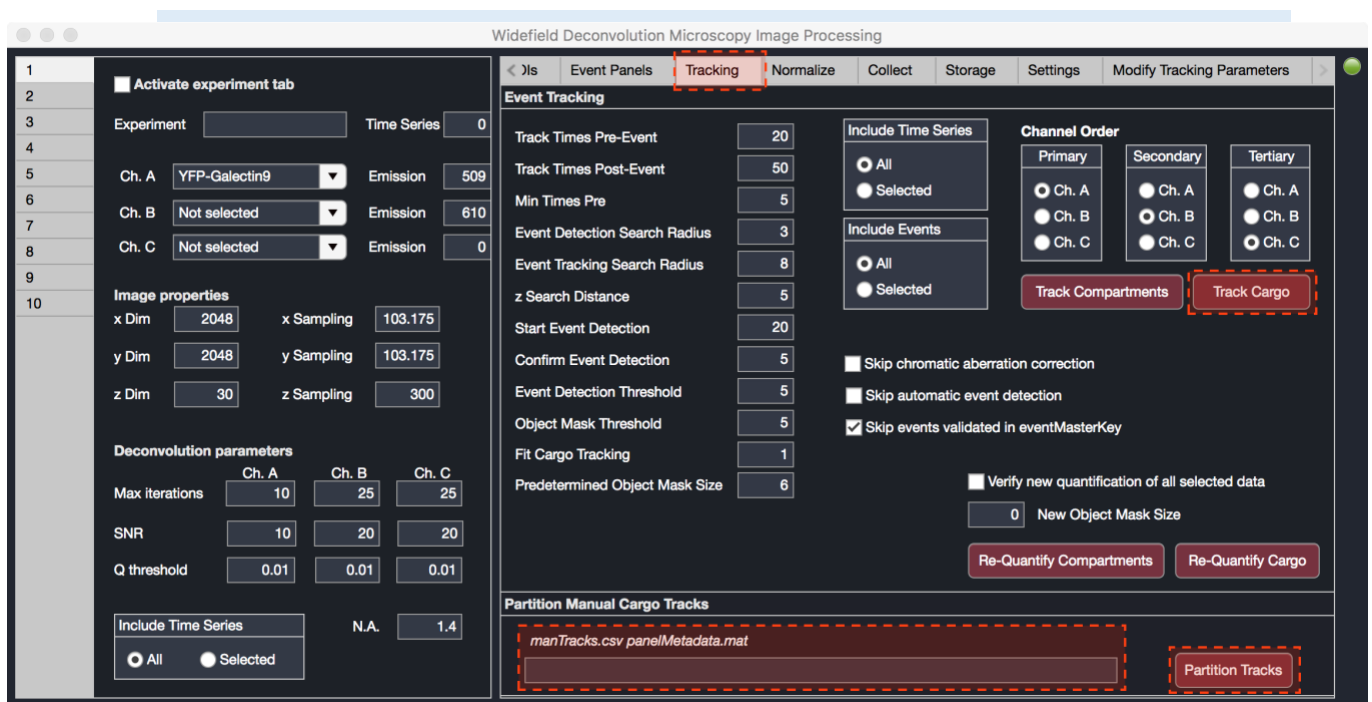 Widefield Deconvolution Microscopy Image Processing
1
2
3
4
5
6
7
8
9
10
Activate experiment tab
Experiment Time Series 0
Ch. A YFP-Galectin9 Emission 509
Ch. B Not selected Emission 610
Ch. C Not selected Emission 0
Image properties
x Dim 2048 x Sampling 103.175
y Dim 2048 y Sampling 103.175
z Dim 30 z Sampling 300
Deconvolution parameters
Ch. A Ch. B Ch. C
Max iterations 10 25 25
SNR 10 20 20
Q threshold 0.01 0.01 0.01
Include Time Series
All Selected
N.A. 1.4
Event Panels Tracking Normalize Collect Storage Settings Modify Tracking Parameters
Event Tracking
Track Times Pre-Event 20
Track Times Post-Event 50
Min Times Pre 5
Event Detection Search Radius 3
Event Tracking Search Radius 8
z Search Distance 5
Start Event Detection 20
Confirm Event Detection 5
Event Detection Threshold 5
Object Mask Threshold 5
Fit Cargo Tracking 1
Predetermined Object Mask Size 6
Include Time Series
All
Selected
Include Events
All
Selected
Channel Order
Primary Secondary Tertiary
Ch. A Ch. A Ch. A
Ch. B Ch. B Ch. B
Ch. C Ch. C Ch. C
Track Compartments Track Cargo
Skip chromatic aberration correction
Skip automatic event detection
Skip events validated in eventMasterKey
Verify new quantification of all selected data
0 New Object Mask Size
Re-Quantify Compartments Re-Quantify Cargo
Partition Manual Cargo Tracks
manTracks.csv panelMetadata.mat
Partition Tracks